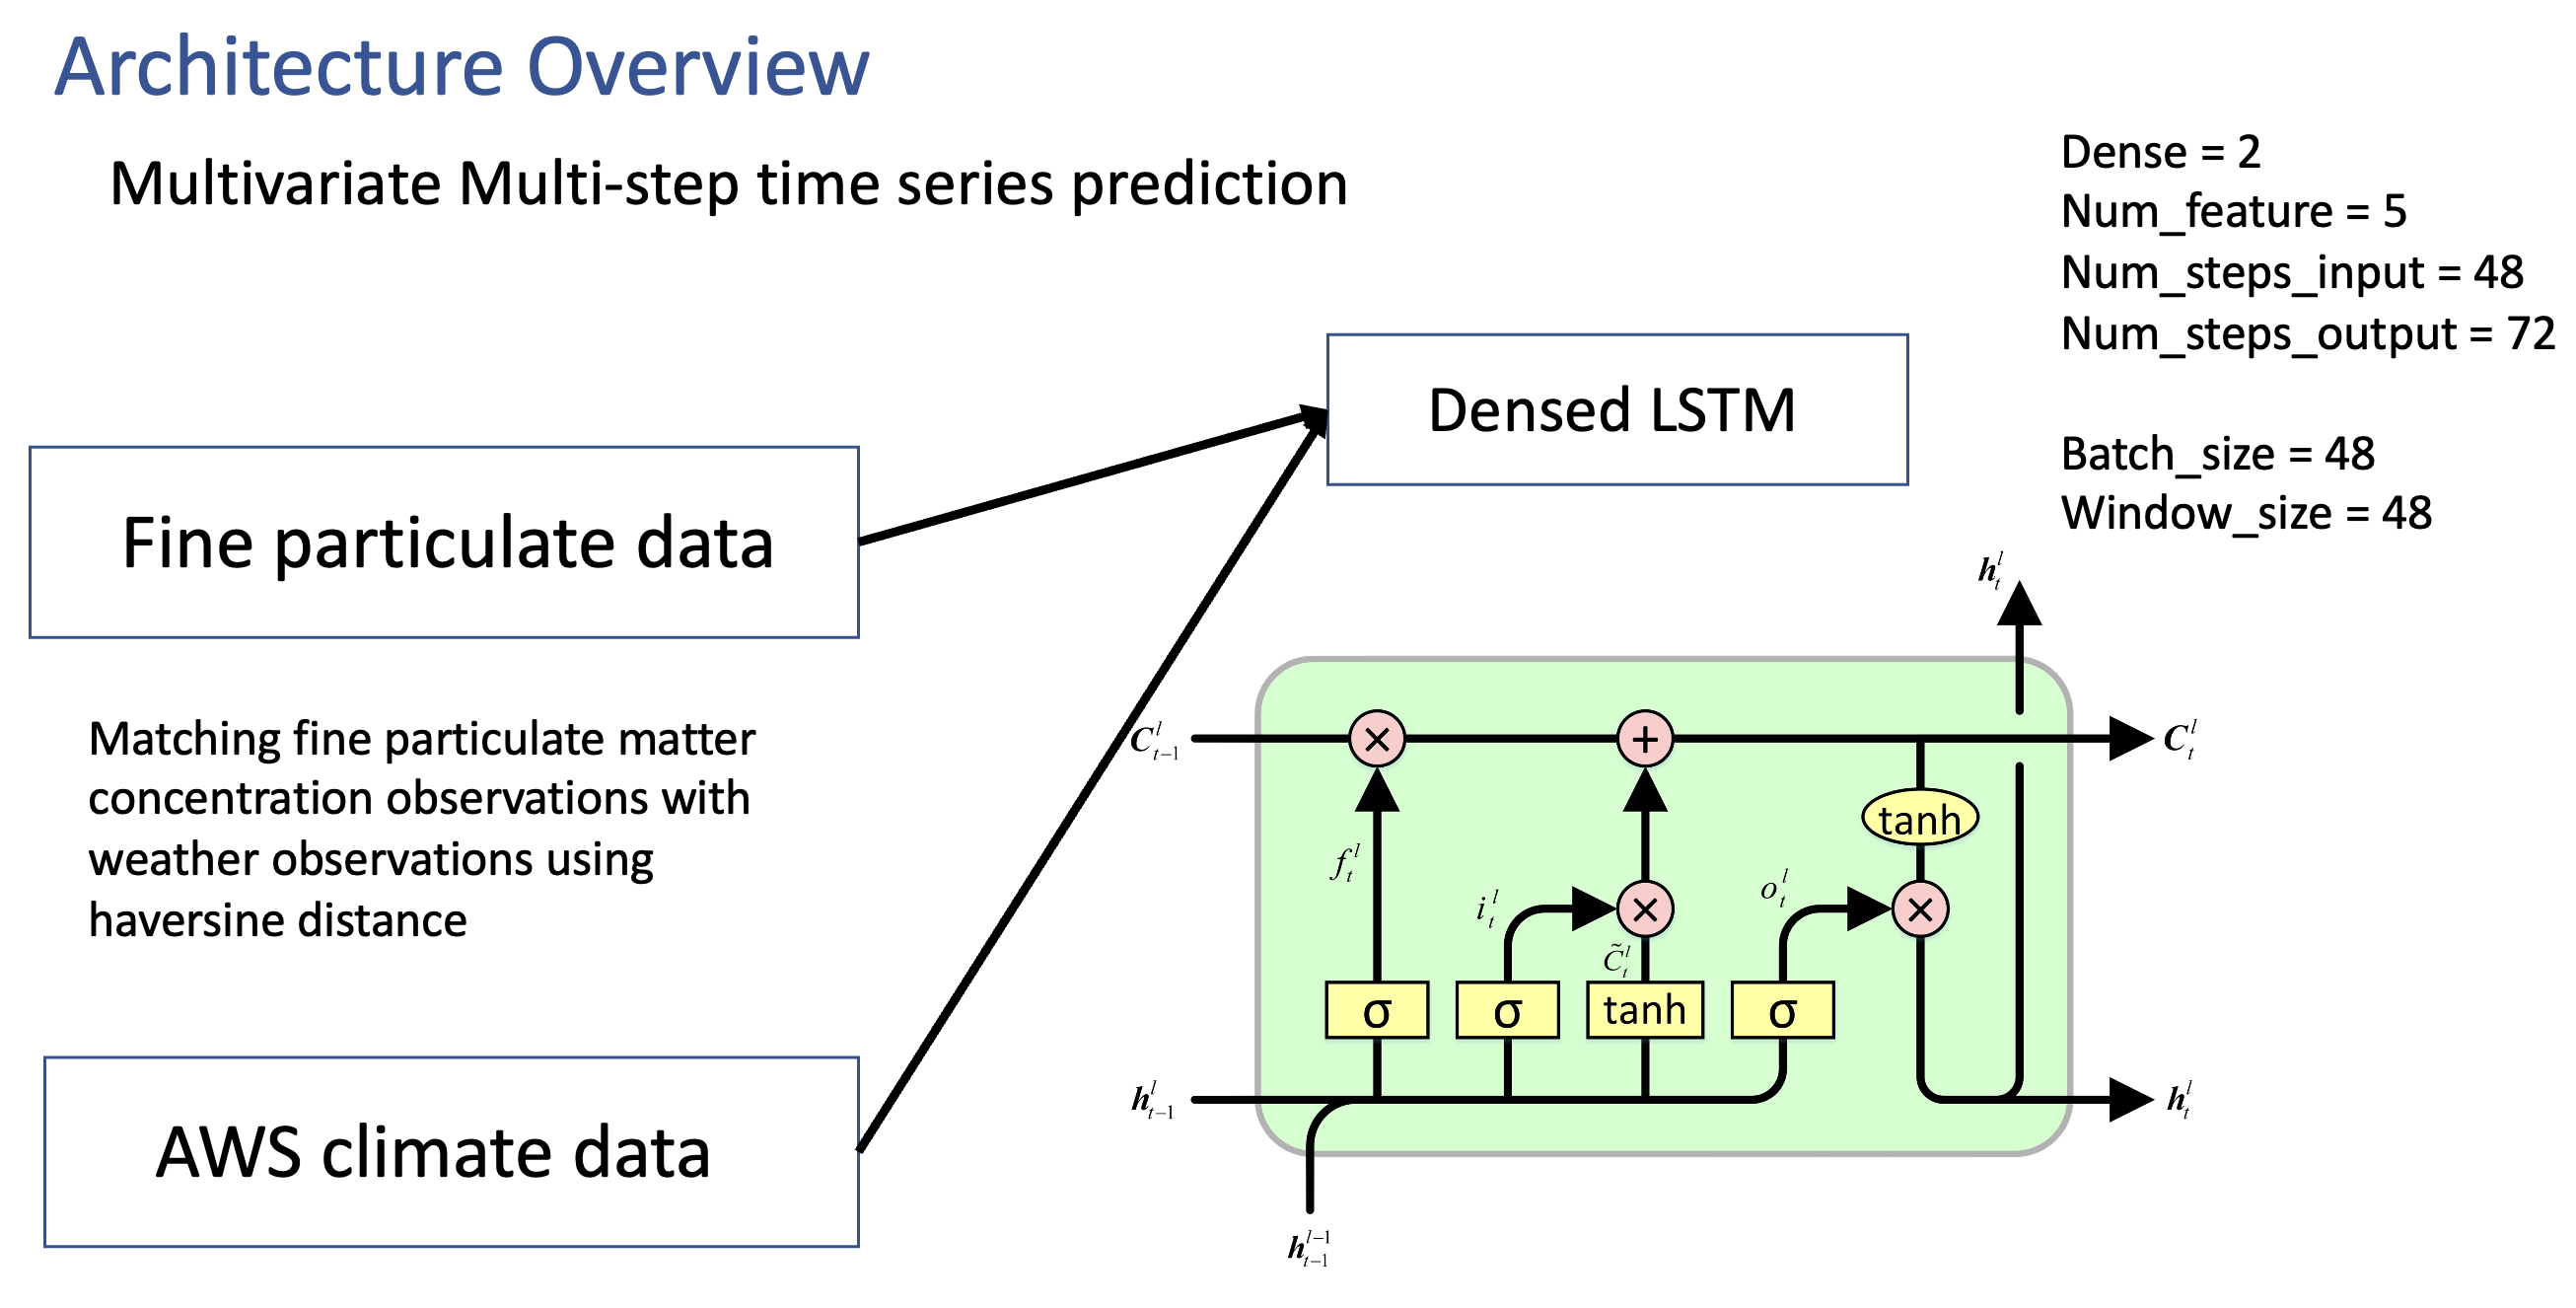 Architecture Overview
Multivariate Multi-step time series prediction
Dense = 2
Num_feature = 5
Num_steps_input = 48
Num_steps_output = 72
Batch_size = 48
Window_size = 48
Densed LSTM
Fine particulate data
Matching fine particulate matter
concentration observations with
weather observations using
haversine distance
AWS climate data
h_t^l
C_{t-1}^l
×
+
C_t^l
tanh
f_t^l
i_t^l
×
o_t^l
×
C̃_t^l
σ
σ
tanh
σ
h_{t-1}^l
h_t^l
h_{t-1}^{l-1}